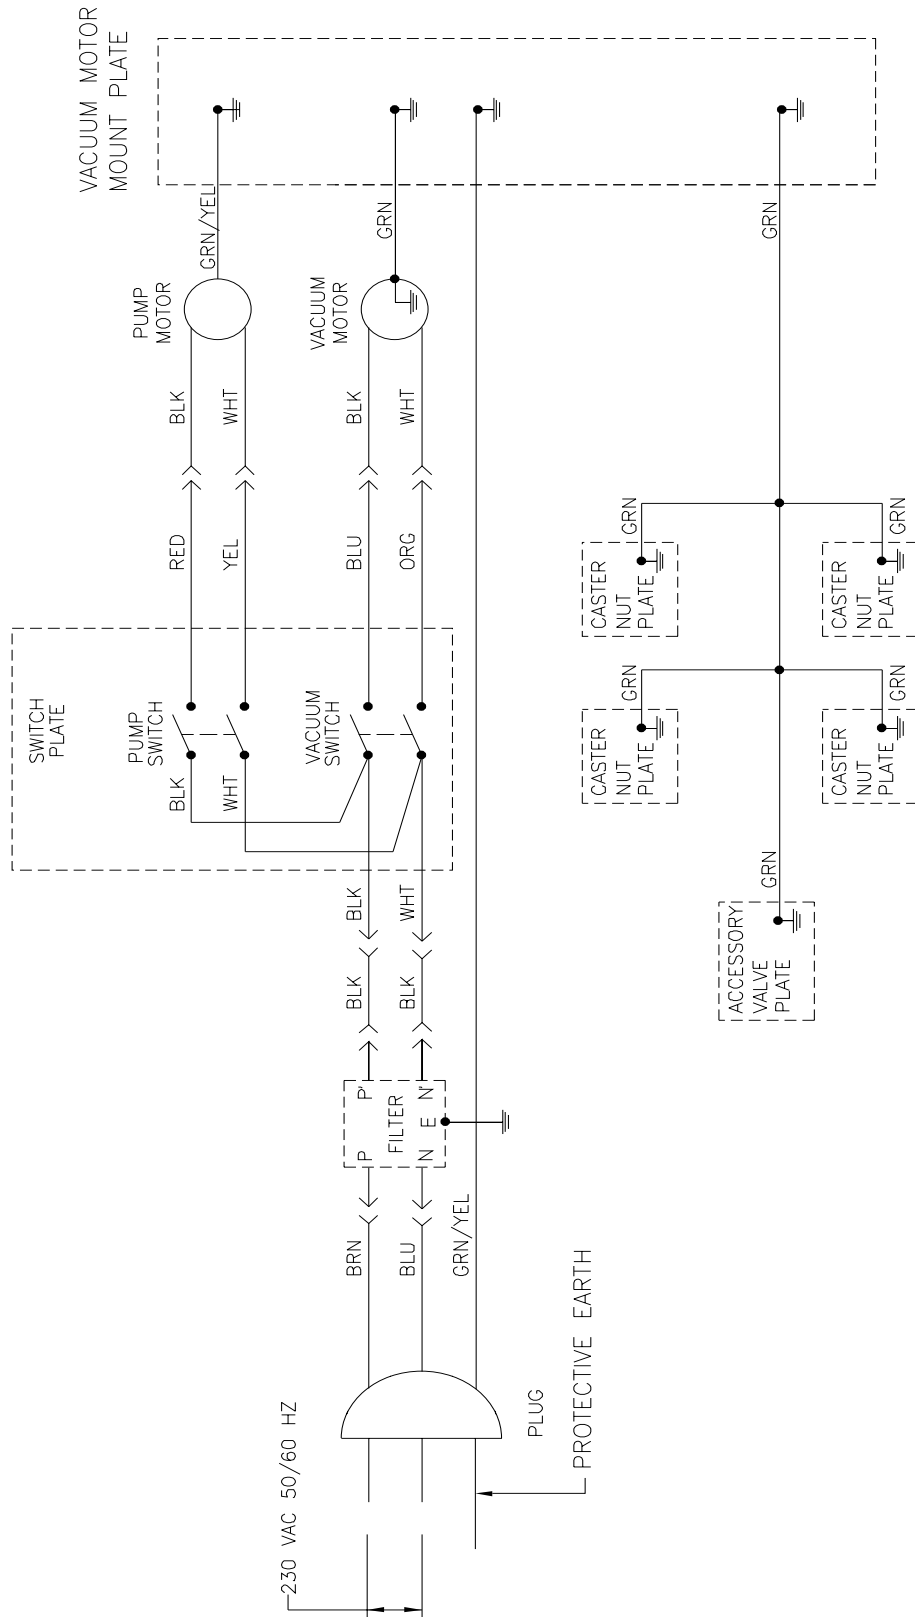 VACUUM MOTOR
MOUNT PLATE
GRN/YEL
GRN
GRN
PUMP
MOTOR
VACUUM
MOTOR
BLK
WHT
BLK
WHT
RED
YEL
BLU
ORG
SWITCH
PLATE
PUMP
SWITCH
VACUUM
SWITCH
BLK
WHT
BLK
WHT
BLK
BLK
P'
N'
FILTER
E
P
N
BRN
BLU
GRN/YEL
PLUG
PROTECTIVE EARTH
230 VAC 50/60 HZ
GRN
CASTER
NUT
PLATE
GRN
CASTER
NUT
PLATE
GRN
CASTER
NUT
PLATE
GRN
CASTER
NUT
PLATE
GRN
ACCESSORY
VALVE
PLATE